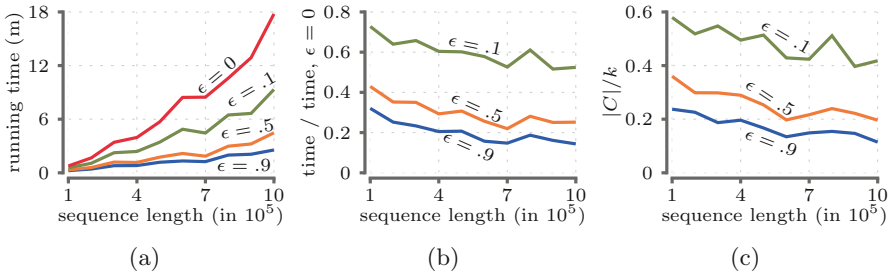 running time (m)
18
12
6
0
ϵ = 0
ϵ = .1
ϵ = .5
ϵ = .9
1 4 7 10
sequence length (in 10⁵)
(a)
time / time, ϵ = 0
0.8
0.6
0.4
0.2
0
ϵ = .1
ϵ = .5
ϵ = .9
1 4 7 10
sequence length (in 10⁵)
(b)
|C|/k
0.6
0.4
0.2
0
ϵ = .1
ϵ = .5
ϵ = .9
1 4 7 10
sequence length (in 10⁵)
(c)